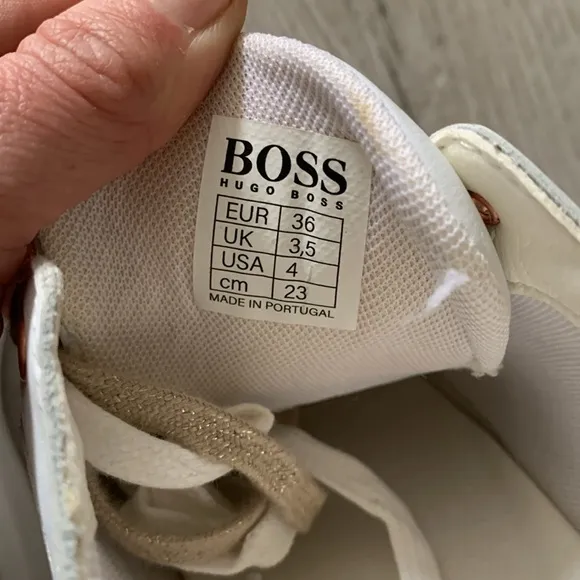 BOSS
HUGO BOSS
EUR 36
UK 3,5
USA 4
cm 23
MADE IN PORTUGAL